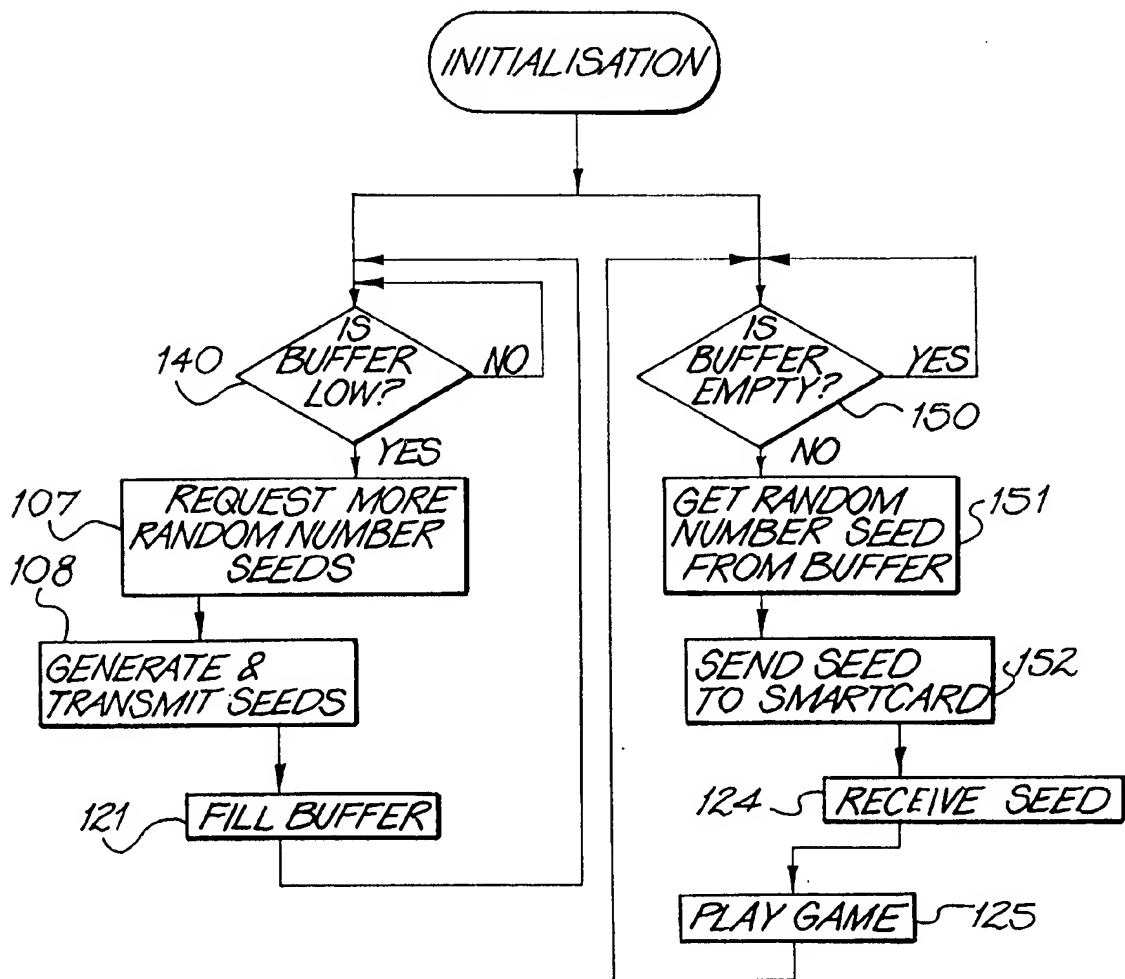 INITIALISATION
IS
BUFFER
LOW?
140
NO
YES
REQUEST MORE
RANDOM NUMBER
SEEDS
107
108
GENERATE &
TRANSMIT SEEDS
121
FILL BUFFER
IS
BUFFER
EMPTY?
YES
150
NO
GET RANDOM
NUMBER SEED
FROM BUFFER
151
SEND SEED
TO SMARTCARD
152
124
RECEIVE SEED
PLAY GAME
125